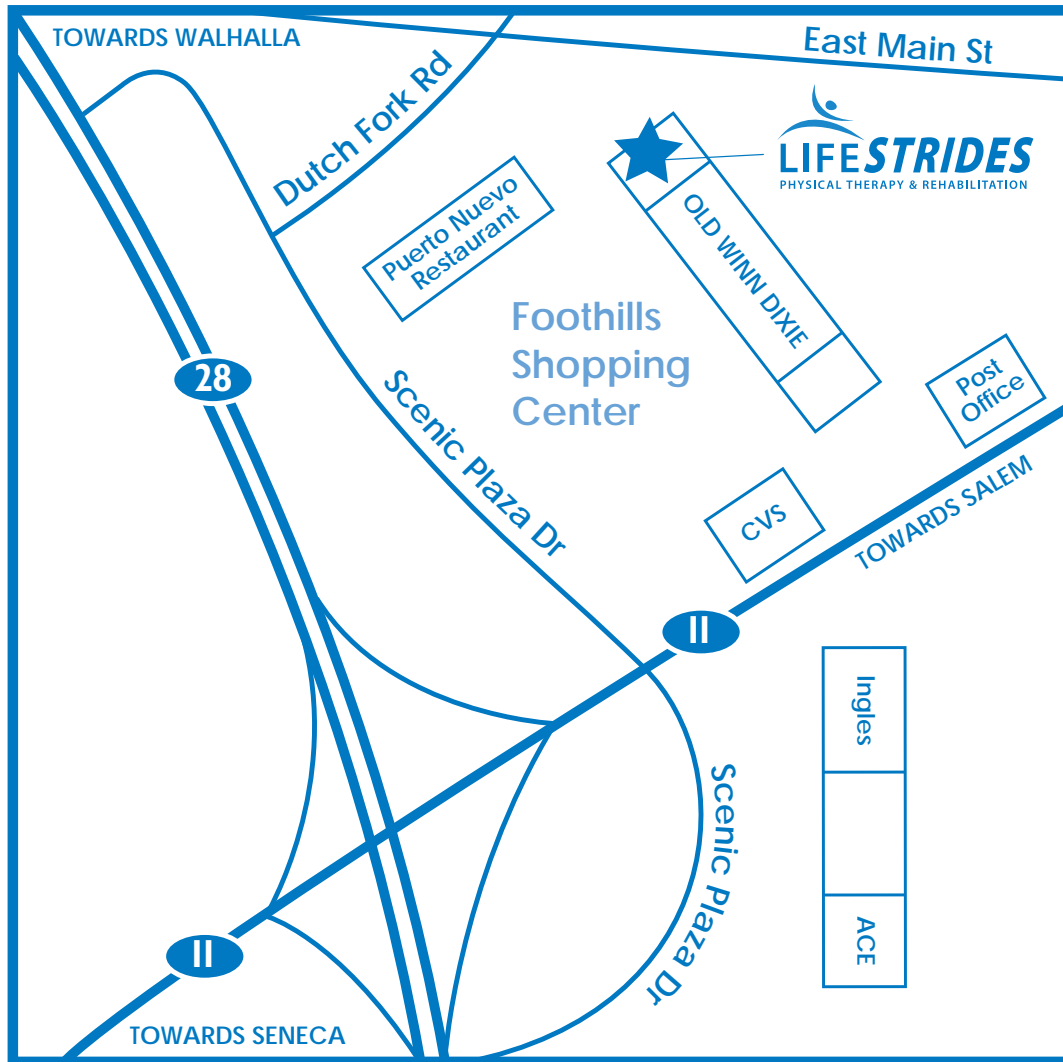 TOWARDS WALHALLA
East Main St
Dutch Fork Rd
LIFESTRIDES
PHYSICAL THERAPY & REHABILITATION
Puerto Nuevo
Restaurant
OLD WINN DIXIE
Foothills
Shopping
Center
28
Scenic Plaza Dr
Post
Office
CVS
TOWARDS SALEM
11
Ingles
Scenic Plaza Dr
ACE
11
TOWARDS SENECA